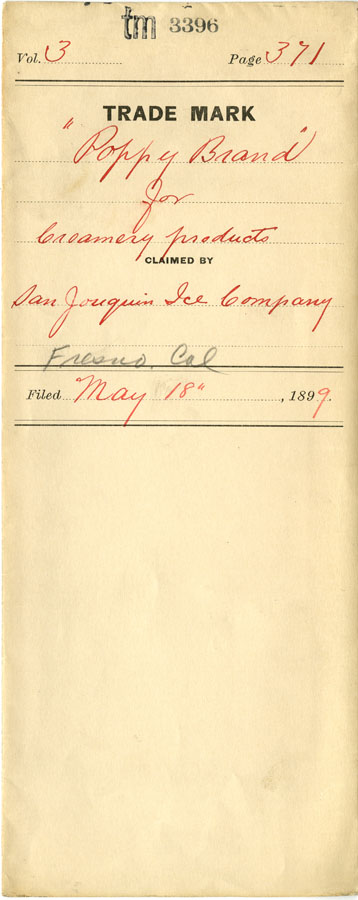 tm 3396
Vol. 3 Page 371
TRADE MARK
"Poppy Brand"
for
Creamery products
CLAIMED BY
San Joaquin Ice Company
Fresno. Cal
Filed May 18" , 1899.